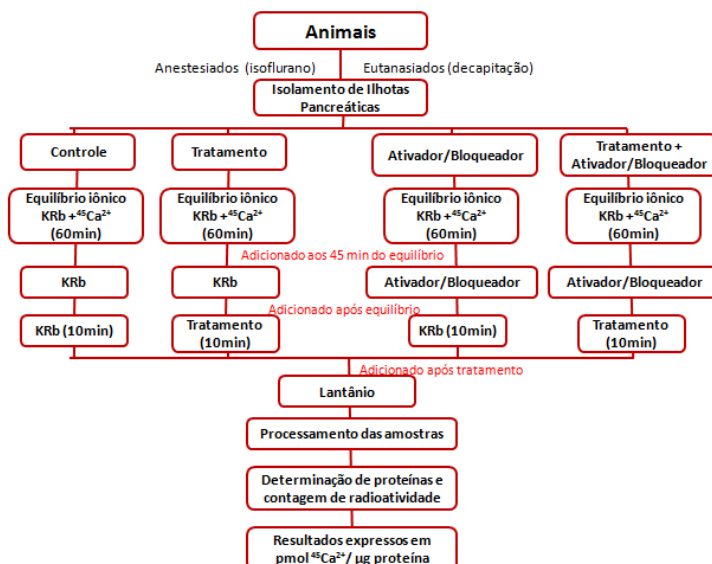 Animais
Anestesiados (isoflurano)
Eutanasiados (decapitação)
Isolamento de Ilhotas
Pancreáticas
Controle
Tratamento
Ativador/Bloqueador
Tratamento +
Ativador/Bloqueador
Equilíbrio iônico
KRb + ⁴⁵Ca²⁺
(60min)
Equilíbrio iônico
KRb + ⁴⁵Ca²⁺
(60min)
Equilíbrio iônico
KRb + ⁴⁵Ca²⁺
(60min)
Equilíbrio iônico
KRb + ⁴⁵Ca²⁺
(60min)
Adicionado aos 45 min do equilíbrio
KRb
KRb
Ativador/Bloqueador
Ativador/Bloqueador
Adicionado após equilíbrio
KRb (10min)
Tratamento
(10min)
KRb (10min)
Tratamento
(10min)
Adicionado após tratamento
Lantânio
Processamento das amostras
Determinação de proteínas e
contagem de radioatividade
Resultados expressos em
pmol ⁴⁵Ca²⁺/ µg proteína